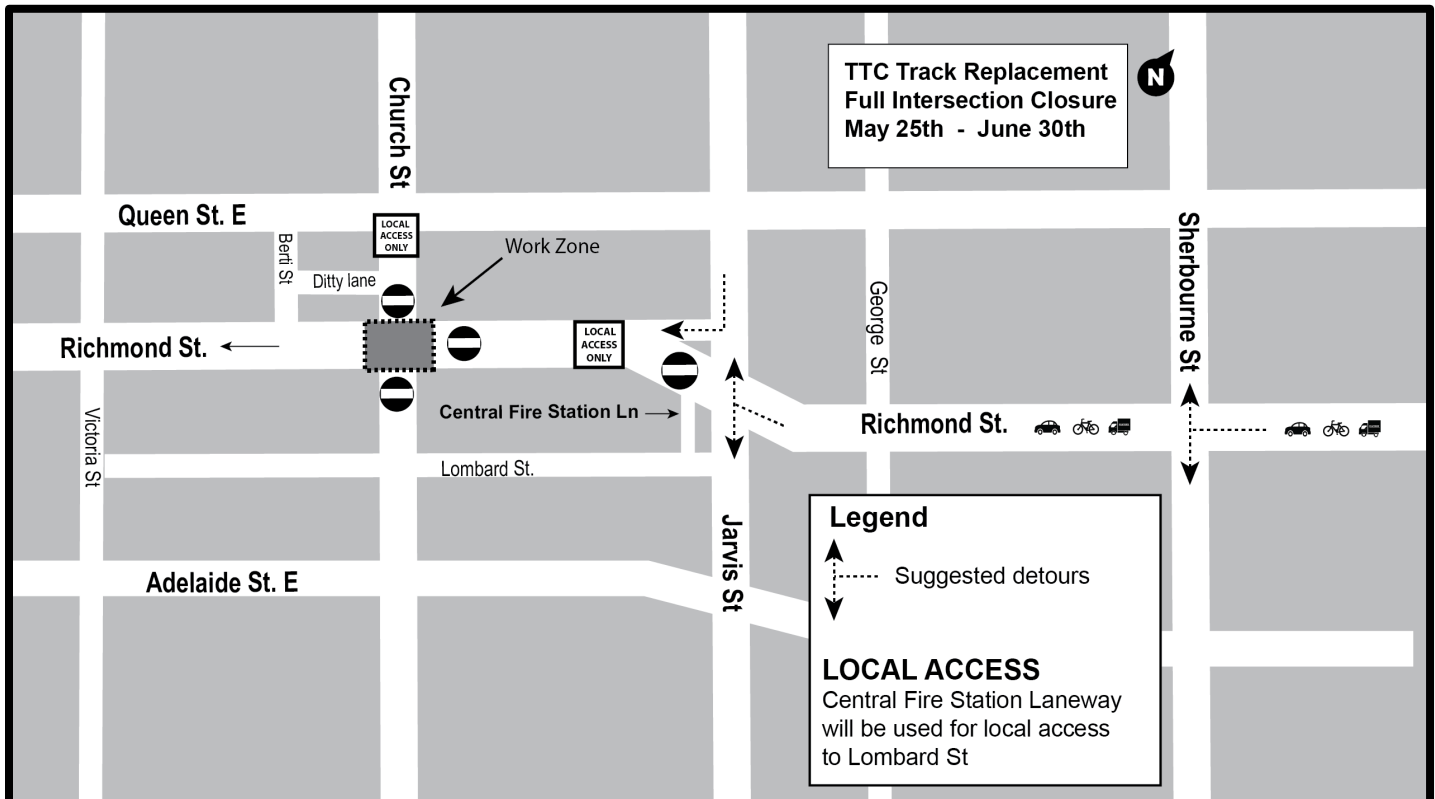 TTC Track Replacement
Full Intersection Closure
May 25th - June 30th
N
Church St
Queen St. E
LOCAL
ACCESS
ONLY
Berti St
Ditty lane
Work Zone
Sherbourne St
George St
Richmond St.
LOCAL
ACCESS
ONLY
Central Fire Station Ln
Richmond St.
Victoria St
Lombard St.
Jarvis St
Adelaide St. E
Legend
Suggested detours
LOCAL ACCESS
Central Fire Station Laneway
will be used for local access
to Lombard St